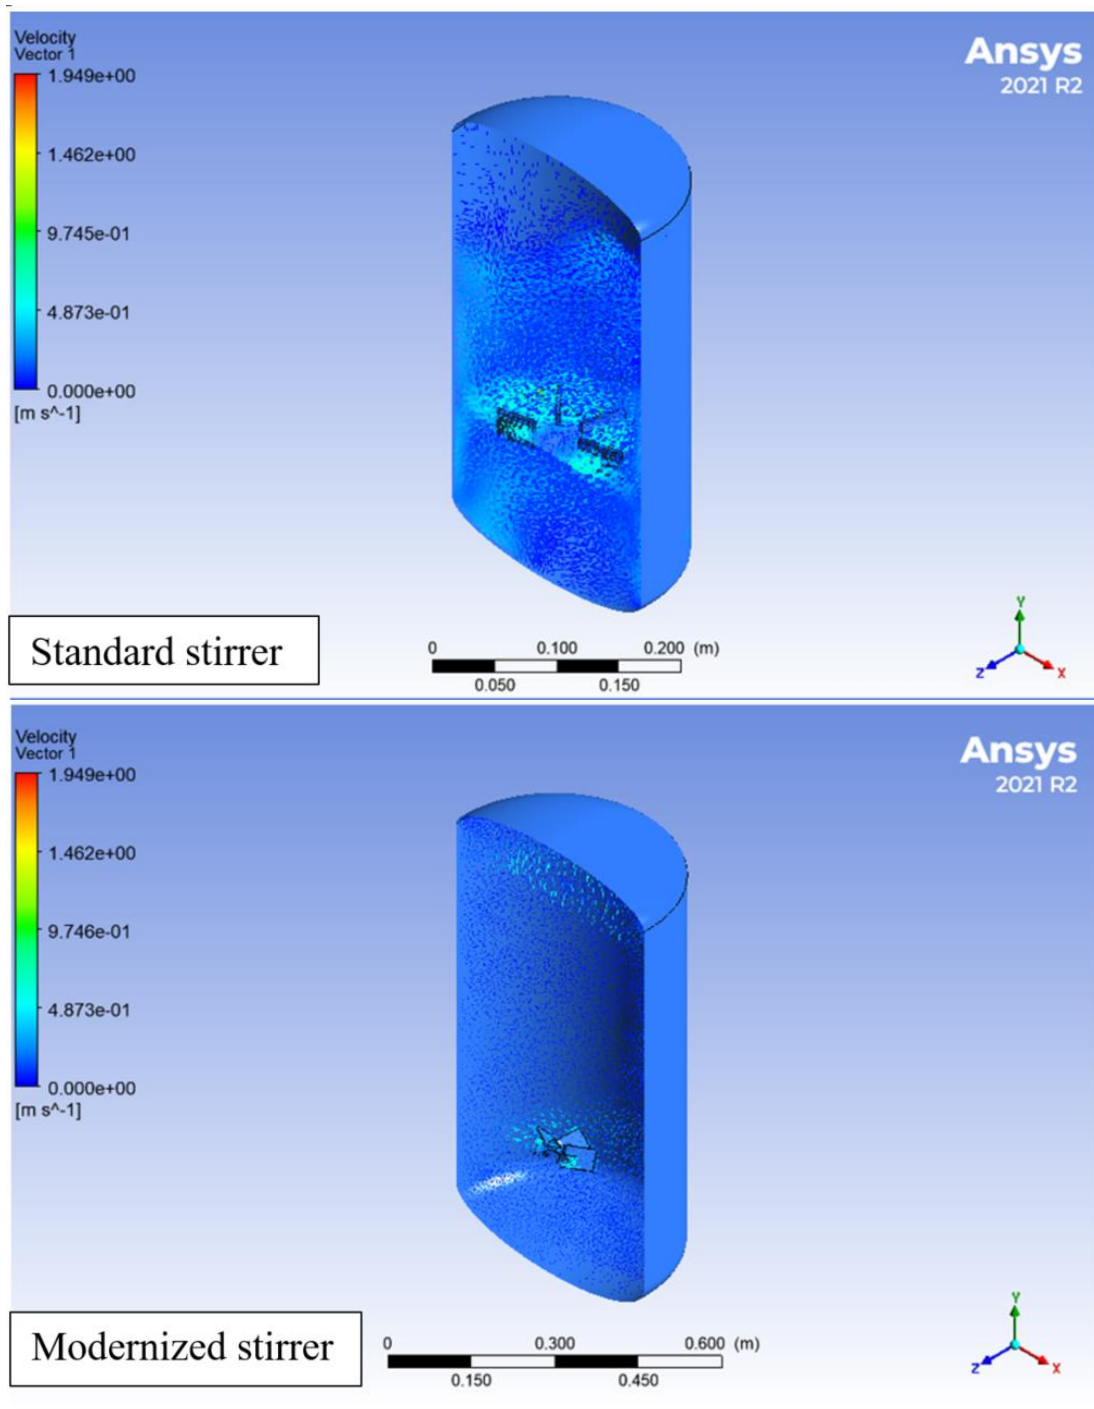 Velocity
Vector 1
1.949e+00
1.462e+00
9.745e-01
4.873e-01
0.000e+00
[m s^-1]
Ansys
2021 R2
Standard stirrer
0 0.100 0.200 (m)
0.050 0.150
Y
Z X
Velocity
Vector 1
1.949e+00
1.462e+00
9.746e-01
4.873e-01
0.000e+00
[m s^-1]
Ansys
2021 R2
Modernized stirrer
0 0.300 0.600 (m)
0.150 0.450
Y
Z X